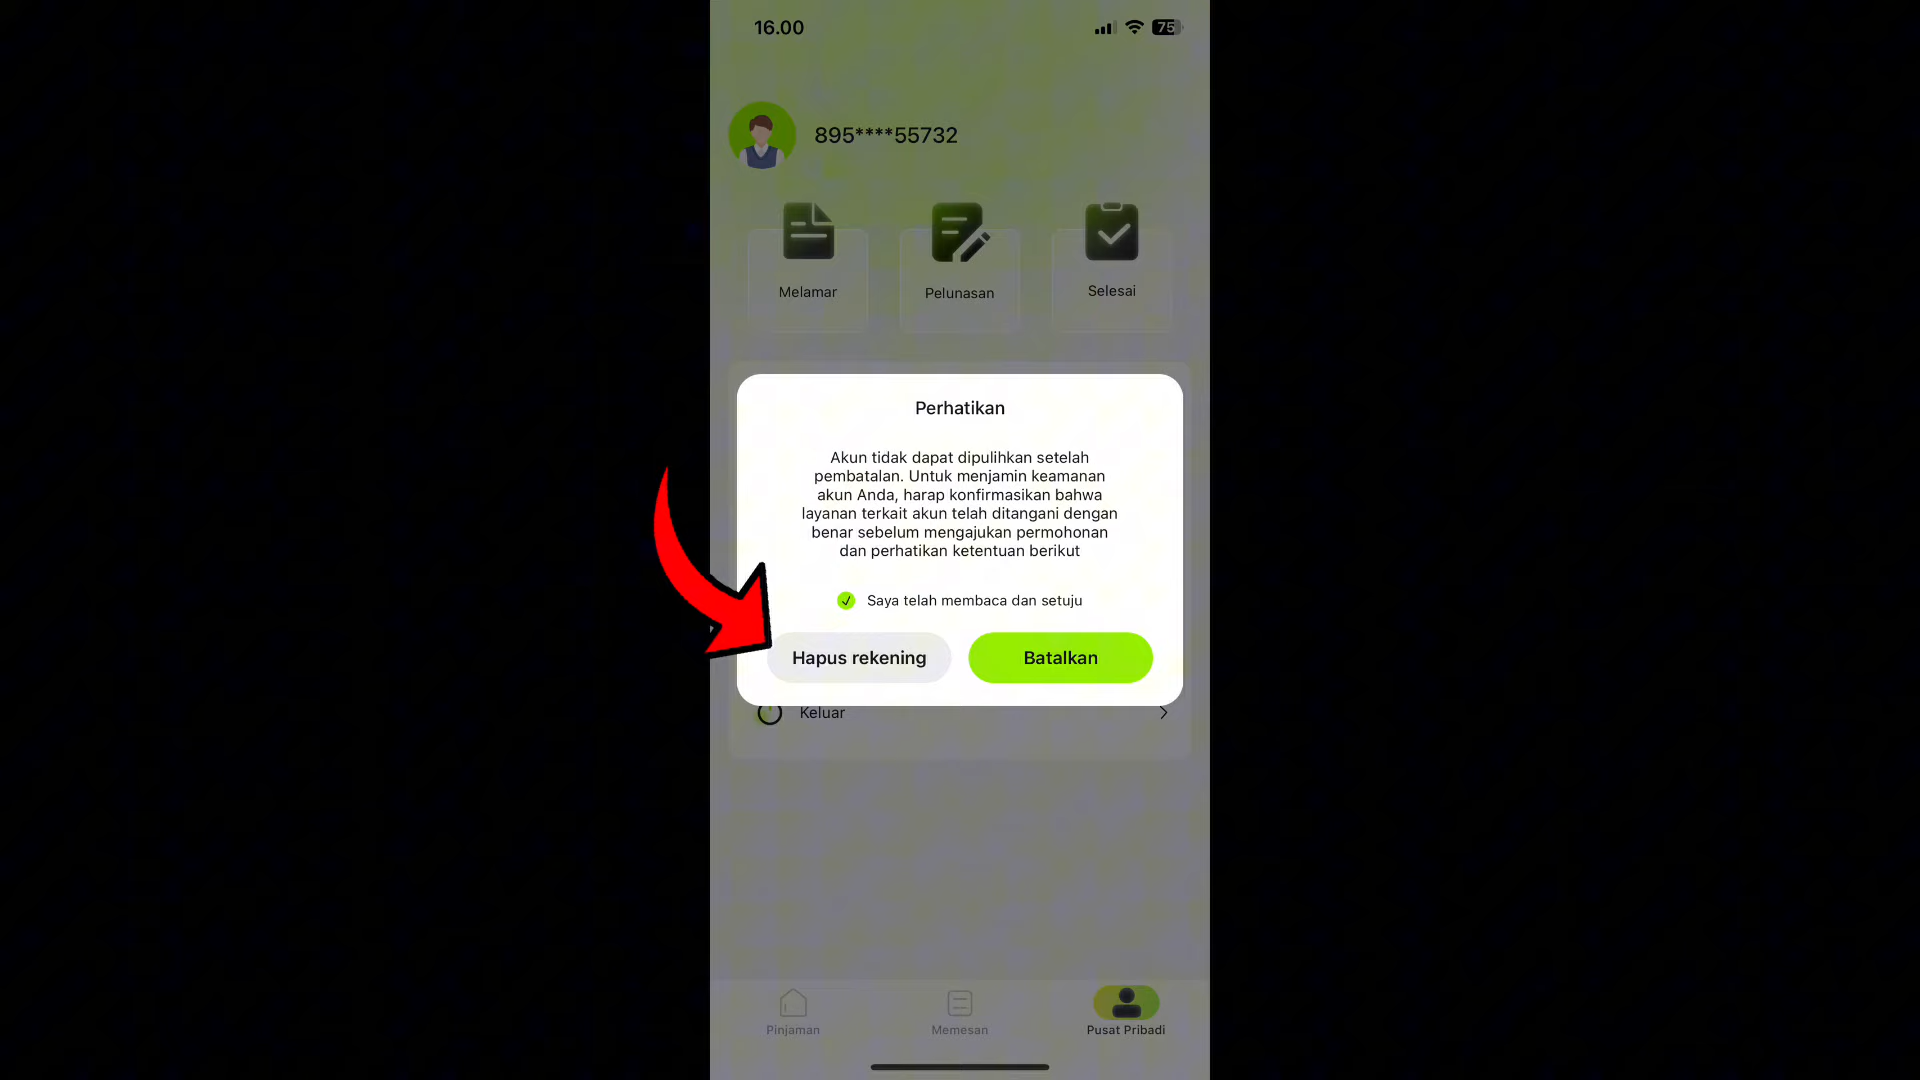 16.00
75
895****55732
Melamar
Pelunasan
Selesai
Perhatikan
Akun tidak dapat dipulihkan setelah
pembatalan. Untuk menjamin keamanan
akun Anda, harap konfirmasikan bahwa
layanan terkait akun telah ditangani dengan
benar sebelum mengajukan permohonan
dan perhatikan ketentuan berikut
Saya telah membaca dan setuju
Hapus rekening
Batalkan
Keluar
Pinjaman
Memesan
Pusat Pribadi